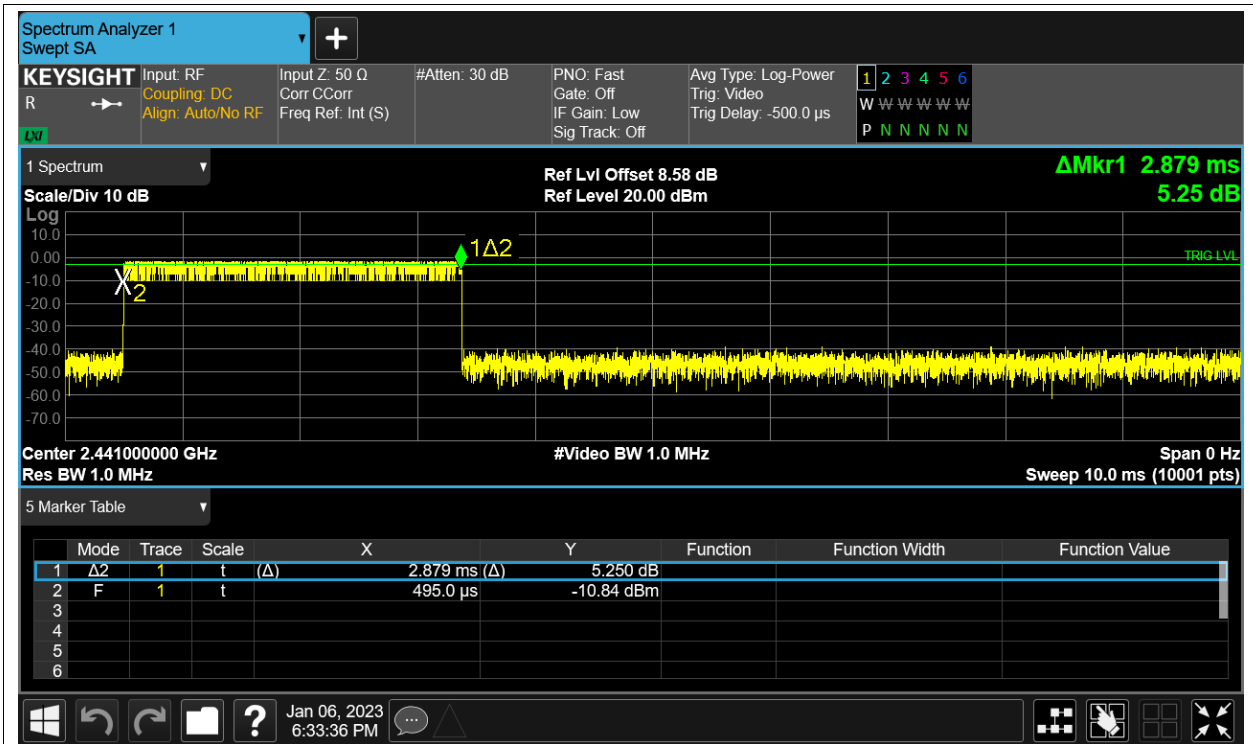 Spectrum Analyzer 1
Swept SA
KEYSIGHT Input: RF Input Z: 50 Ω #Atten: 30 dB PNO: Fast Avg Type: Log-Power 1 2 3 4 5 6
R Coupling: DC Corr CCorr Gate: Off Trig: Video W W W W W W
Align: Auto/No RF Freq Ref: Int (S) IF Gain: Low Trig Delay: -500.0 µs P N N N N N
LXI Sig Track: Off
1 Spectrum
Ref Lvl Offset 8.58 dB ΔMkr1 2.879 ms
Scale/Div 10 dB Ref Level 20.00 dBm 5.25 dB
Log
10.0
0.00
-10.0
-20.0
-30.0
-40.0
-50.0
-60.0
-70.0
1Δ2
TRIG LVL
X2
Center 2.441000000 GHz #Video BW 1.0 MHz Span 0 Hz
Res BW 1.0 MHz Sweep 10.0 ms (10001 pts)
5 Marker Table
Mode Trace Scale X Y Function Function Width Function Value
1 Δ2 1 t (Δ) 2.879 ms (Δ) 5.250 dB
2 F 1 t 495.0 µs -10.84 dBm
3
4
5
6
? Jan 06, 2023
6:33:36 PM